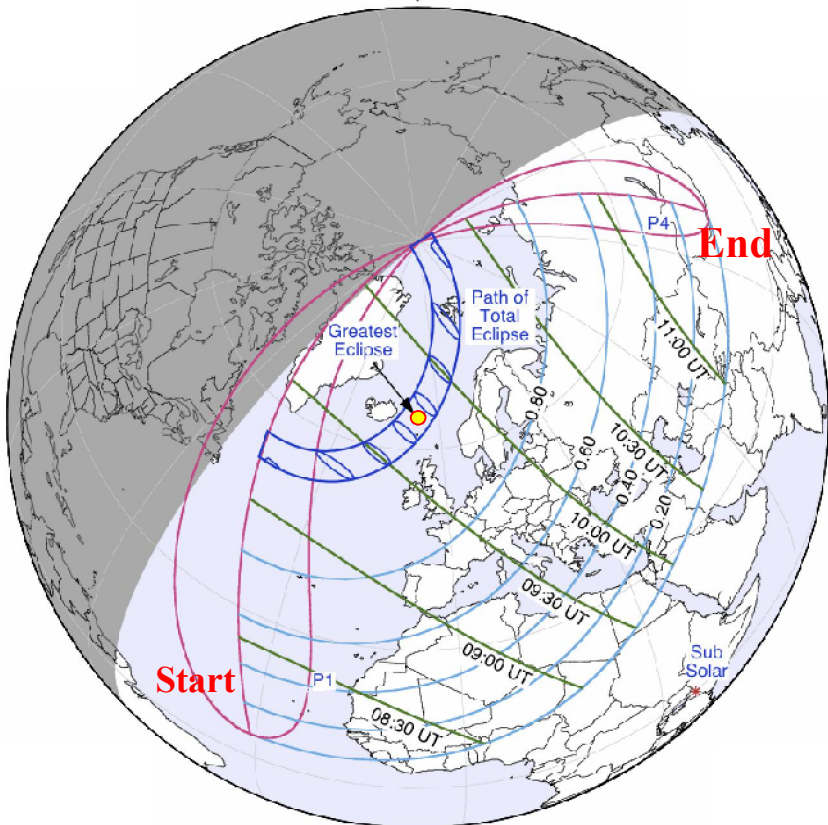 P4
End
Path of
Total
Eclipse
Greatest
Eclipse
11:00 UT
0.80
10:30 UT
0.60
0.40
0.20
10:00 UT
09:30 UT
09:00 UT
Sub
Solar
Start
P1
08:30 UT